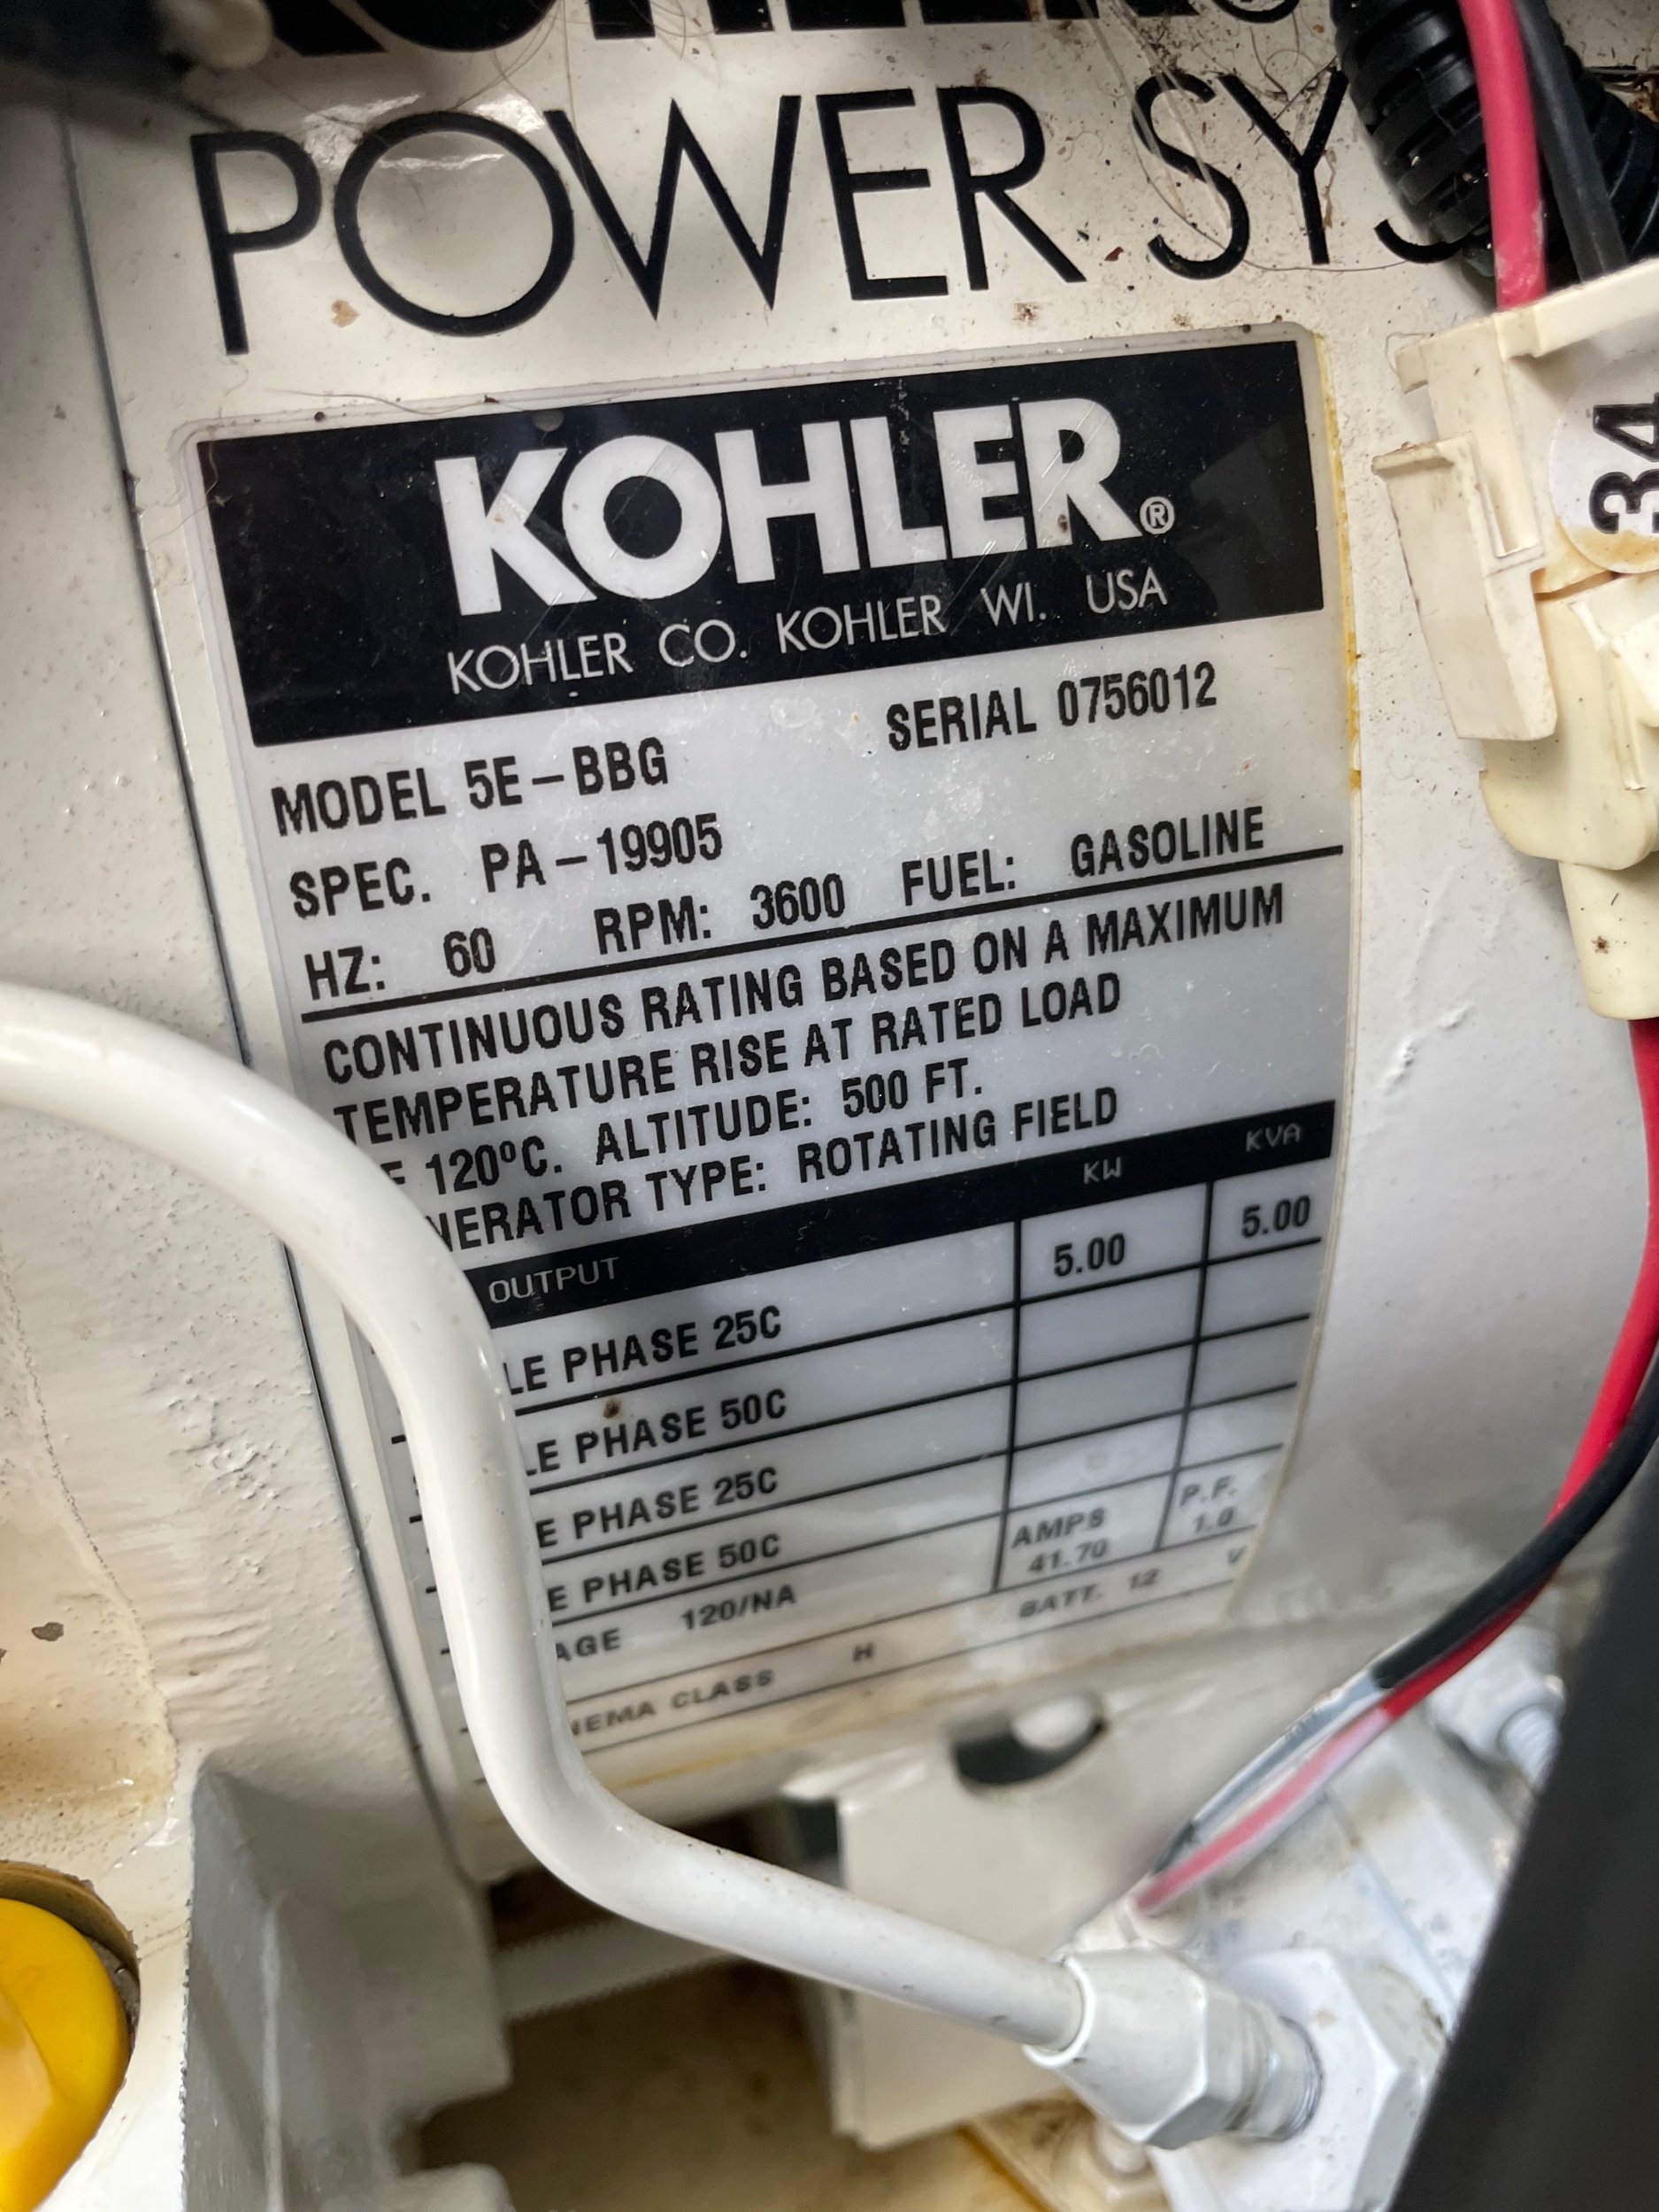 KOHLER®
POWER SYS
KOHLER®
KOHLER CO. KOHLER WI. USA
MODEL 5E-BBG SERIAL 0756012
SPEC. PA-19905
HZ: 60 RPM: 3600 FUEL: GASOLINE
CONTINUOUS RATING BASED ON A MAXIMUM
TEMPERATURE RISE AT RATED LOAD
F 120°C. ALTITUDE: 500 FT.
NERATOR TYPE: ROTATING FIELD
OUTPUT KW KVA
LE PHASE 25C 5.00 5.00
LE PHASE 50C
E PHASE 25C
E PHASE 50C
AGE 120/NA AMPS 41.70 P.F. 1.0
NEMA CLASS H BATT. 12 V
34